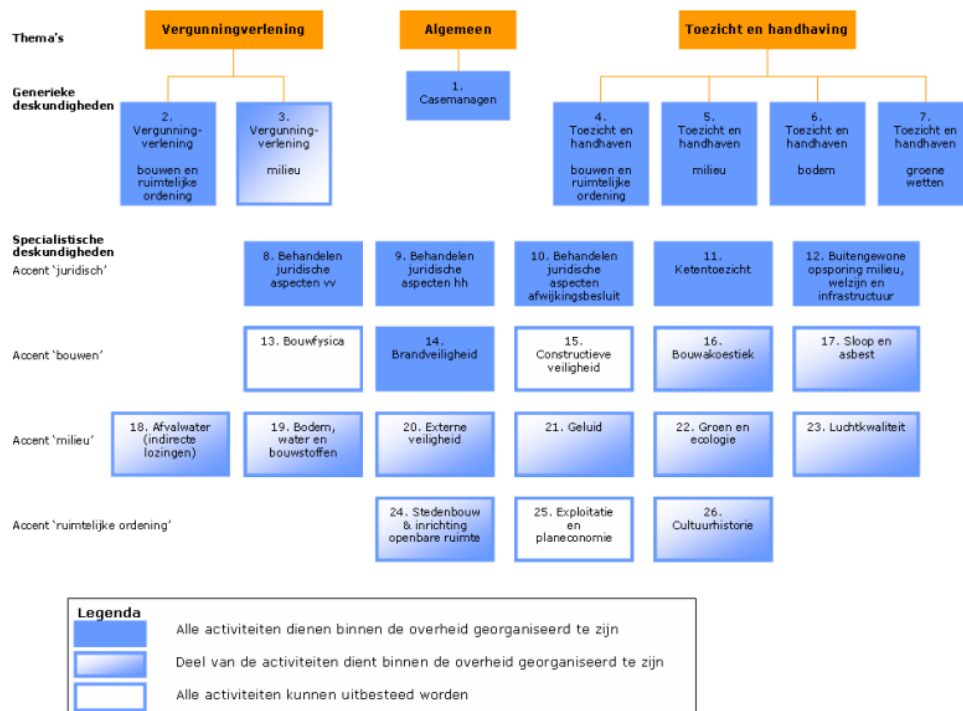 Thema's
Vergunningverlening
Algemeen
Toezicht en handhaving
Generieke
deskundigheden
1.
Casemanagen
2.
Vergunning-
verlening
bouwen en
ruimtelijke
ordening
3.
Vergunning-
verlening
milieu
4.
Toezicht en
handhaven
bouwen en
ruimtelijke
ordening
5.
Toezicht en
handhaven
milieu
6.
Toezicht en
handhaven
bodem
7.
Toezicht en
handhaven
groene
wetten
Specialistische
deskundigheden
Accent 'juridisch'
8. Behandelen
juridische
aspecten vv
9. Behandelen
juridische
aspecten hh
10. Behandelen
juridische
aspecten
afwijkingsbesluit
11.
Ketentoezicht
12. Buitengewone
opsporing milieu,
welzijn en
infrastructuur
Accent 'bouwen'
13. Bouwfysica
14.
Brandveiligheid
15.
Constructieve
veiligheid
16.
Bouwakoestiek
17. Sloop en
asbest
Accent 'milieu'
18. Afvalwater
(indirecte
lozingen)
19. Bodem,
water en
bouwstoffen
20. Externe
veiligheid
21. Geluid
22. Groen en
ecologie
23. Luchtkwaliteit
Accent 'ruimtelijke ordening'
24. Stedenbouw
& inrichting
openbare ruimte
25. Exploitatie
en
planeconomie
26.
Cultuurhistorie
Legenda
Alle activiteiten dienen binnen de overheid georganiseerd te zijn
Deel van de activiteiten dient binnen de overheid georganiseerd te zijn
Alle activiteiten kunnen uitbesteed worden